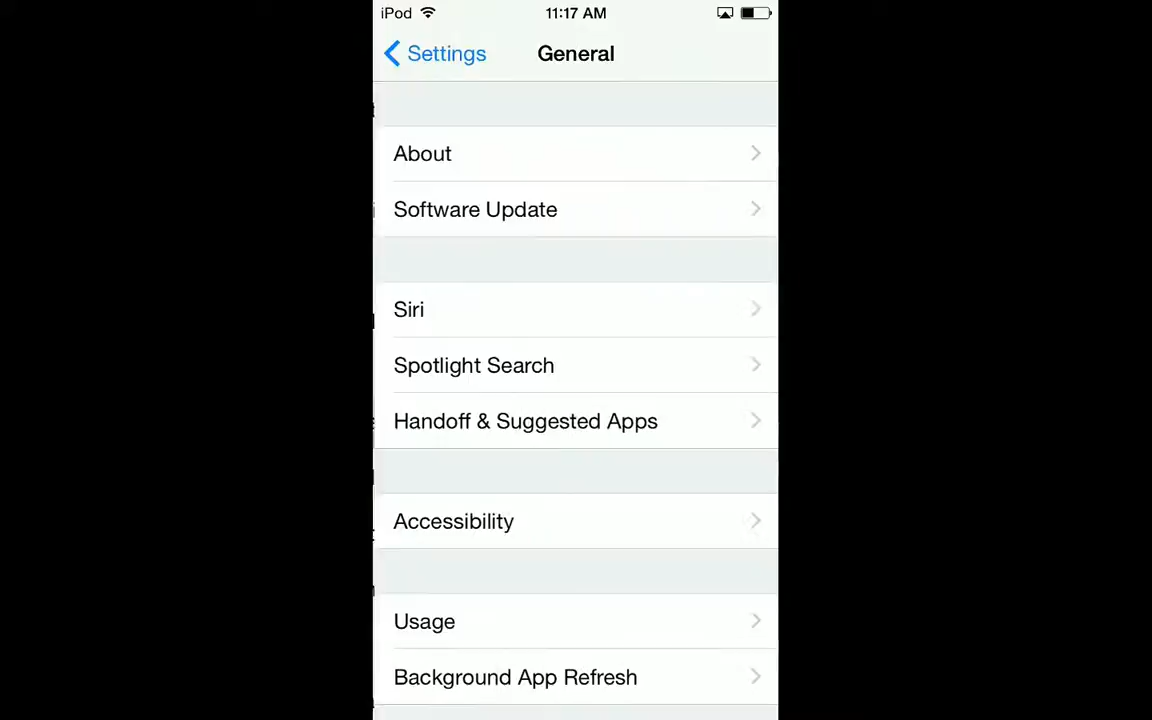 iPod 11:17 AM
Settings General
About
Software Update
Siri
Spotlight Search
Handoff & Suggested Apps
Accessibility
Usage
Background App Refresh